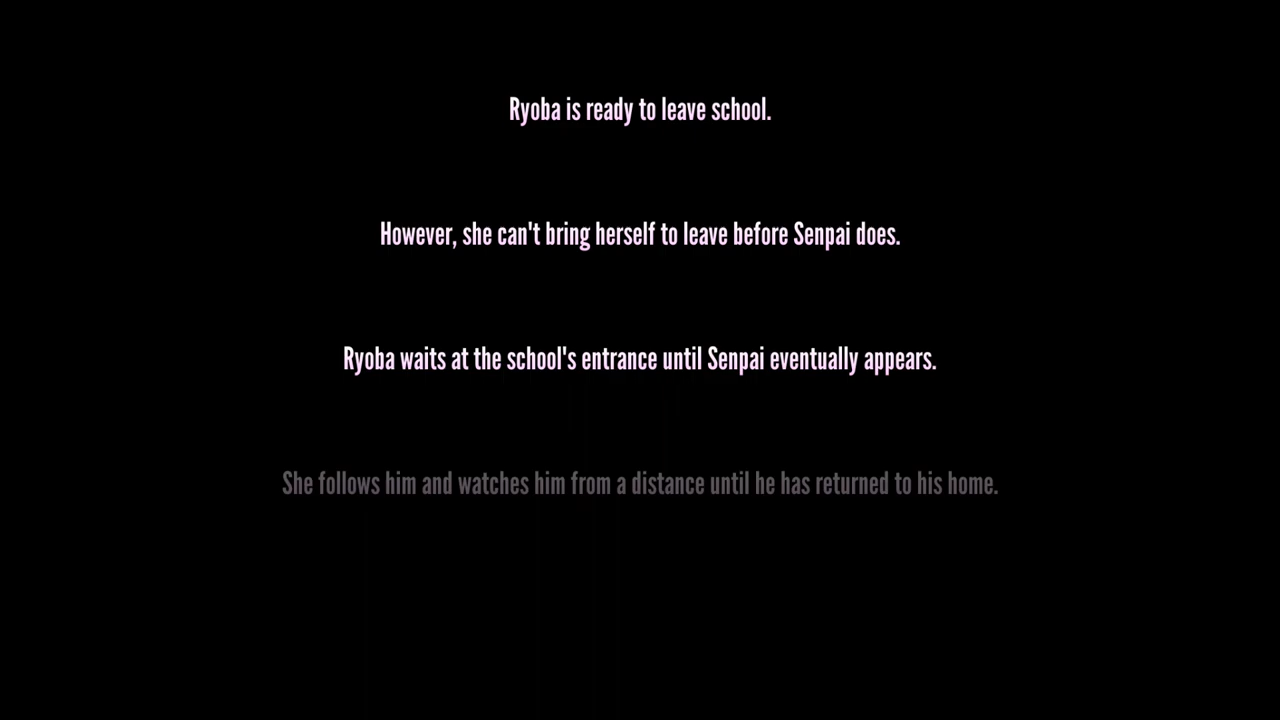 Ryoba is ready to leave school.
However, she can't bring herself to leave before Senpai does.
Ryoba waits at the school's entrance until Senpai eventually appears.
She follows him and watches him from a distance until he has returned to his home.